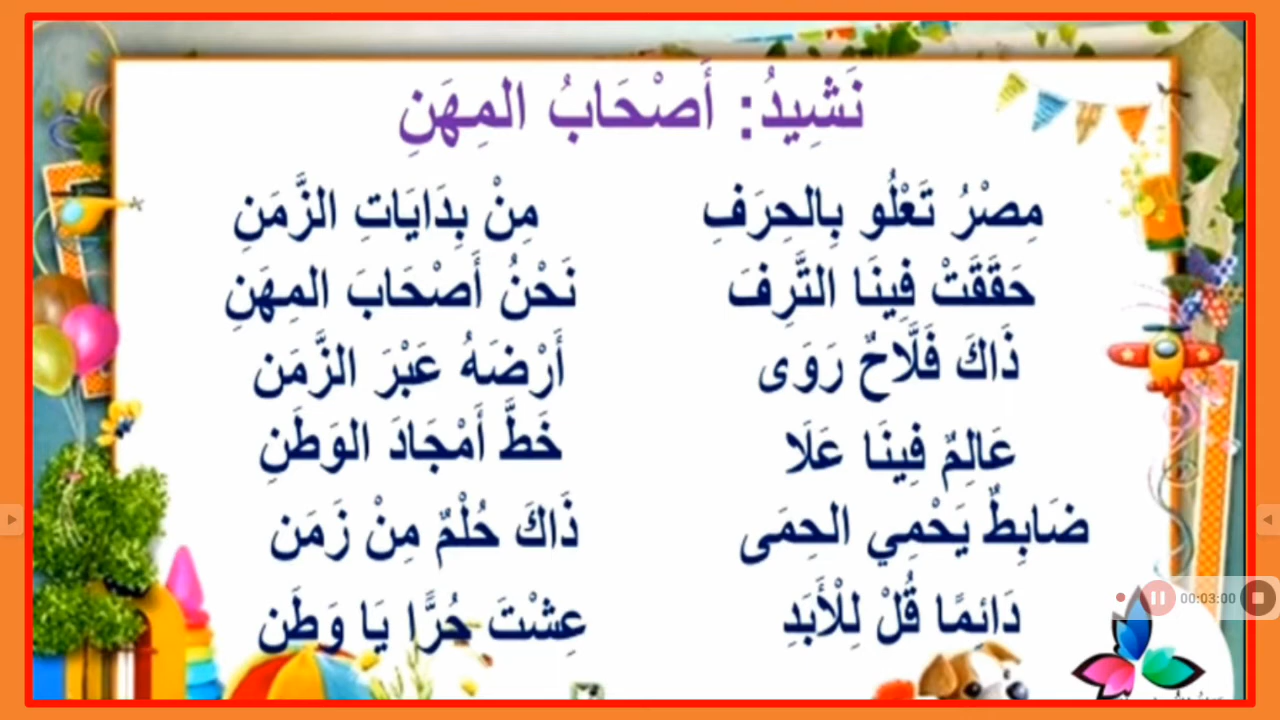 نَشِيدُ: أَصْحَابُ المِهَنِ
مِصْرُ تَعْلُو بِالحِرَفِ مِنْ بِدَايَاتِ الزَّمَنِ
حَقَقَتْ فِينَا التَّرِفَ نَحْنُ أَصْحَابَ المِهَنِ
ذَاكَ فَلَّاحٌ رَوَى أَرْضَهُ عَبْرَ الزَّمَن
عَالِمٌ فِينَا عَلَا خَطَّ أَمْجَادَ الوَطَنِ
ضَابِطٌ يَحْمِي الحِمَى ذَاكَ حُلْمٌ مِنْ زَمَن
دَائِمًا قُلْ لِلْأَبَدِ عِشْتَ حُرًّا يَا وَطَن
00:03:00